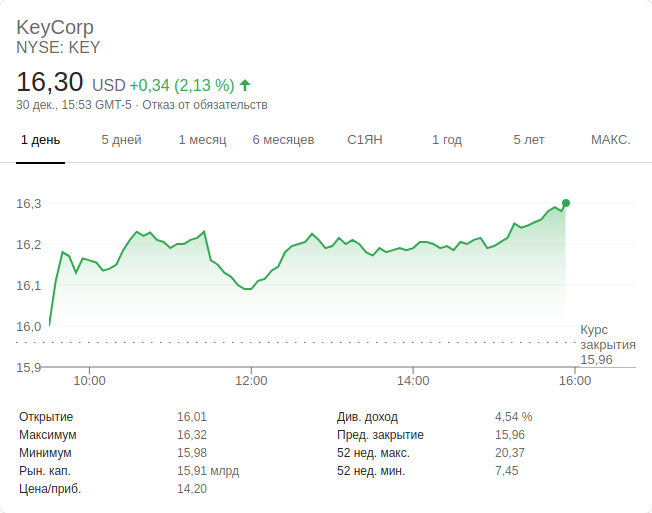 KeyCorp
NYSE: KEY
16,30 USD +0,34 (2,13 %)
30 дек., 15:53 GMT-5 · Отказ от обязательств
1 день 5 дней 1 месяц 6 месяцев С1ЯН 1 год 5 лет МАКС.
16,3
16,2
16,1
16,0
15,9
Курс
закрытия
15,96
10:00 12:00 14:00 16:00
Открытие 16,01 Див. доход 4,54 %
Максимум 16,32 Пред. закрытие 15,96
Минимум 15,98 52 нед. макс. 20,37
Рын. кап. 15,91 млрд 52 нед. мин. 7,45
Цена/приб. 14,20